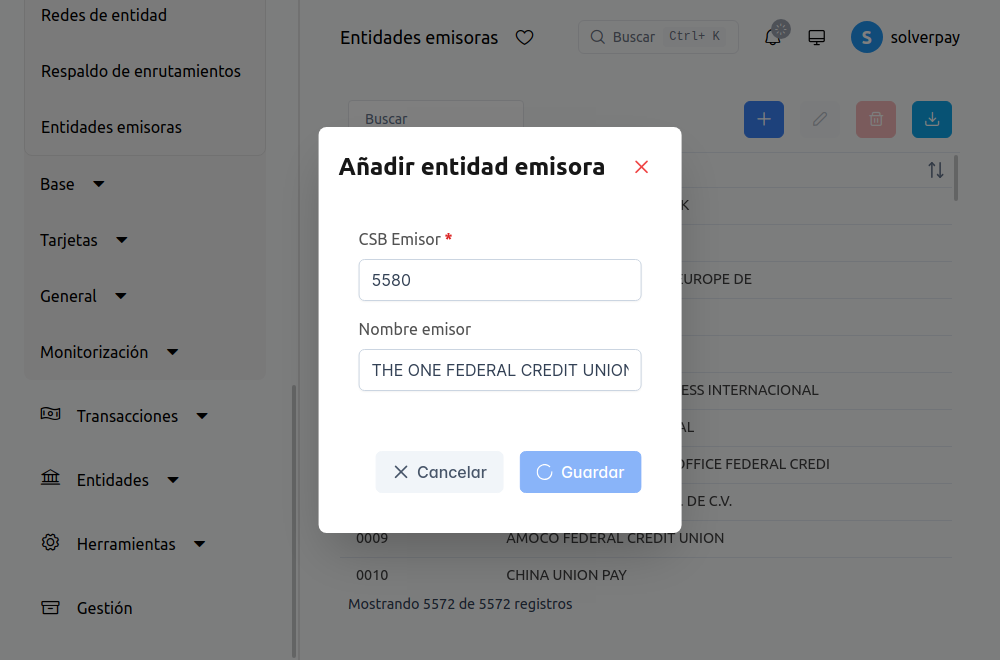 Redes de entidad
Respaldo de enrutamientos
Entidades emisoras
Base
Tarjetas
General
Monitorización
Transacciones
Entidades
Herramientas
Gestión
Entidades emisoras
Buscar Ctrl+ K
S solverpay
Buscar
Añadir entidad emisora
CSB Emisor *
5580
Nombre emisor
THE ONE FEDERAL CREDIT UNION
Cancelar
Guardar
K
EUROPE DE
ESS INTERNACIONAL
AL
OFFICE FEDERAL CREDI
DE C.V.
0009 AMOCO FEDERAL CREDIT UNION
0010 CHINA UNION PAY
Mostrando 5572 de 5572 registros